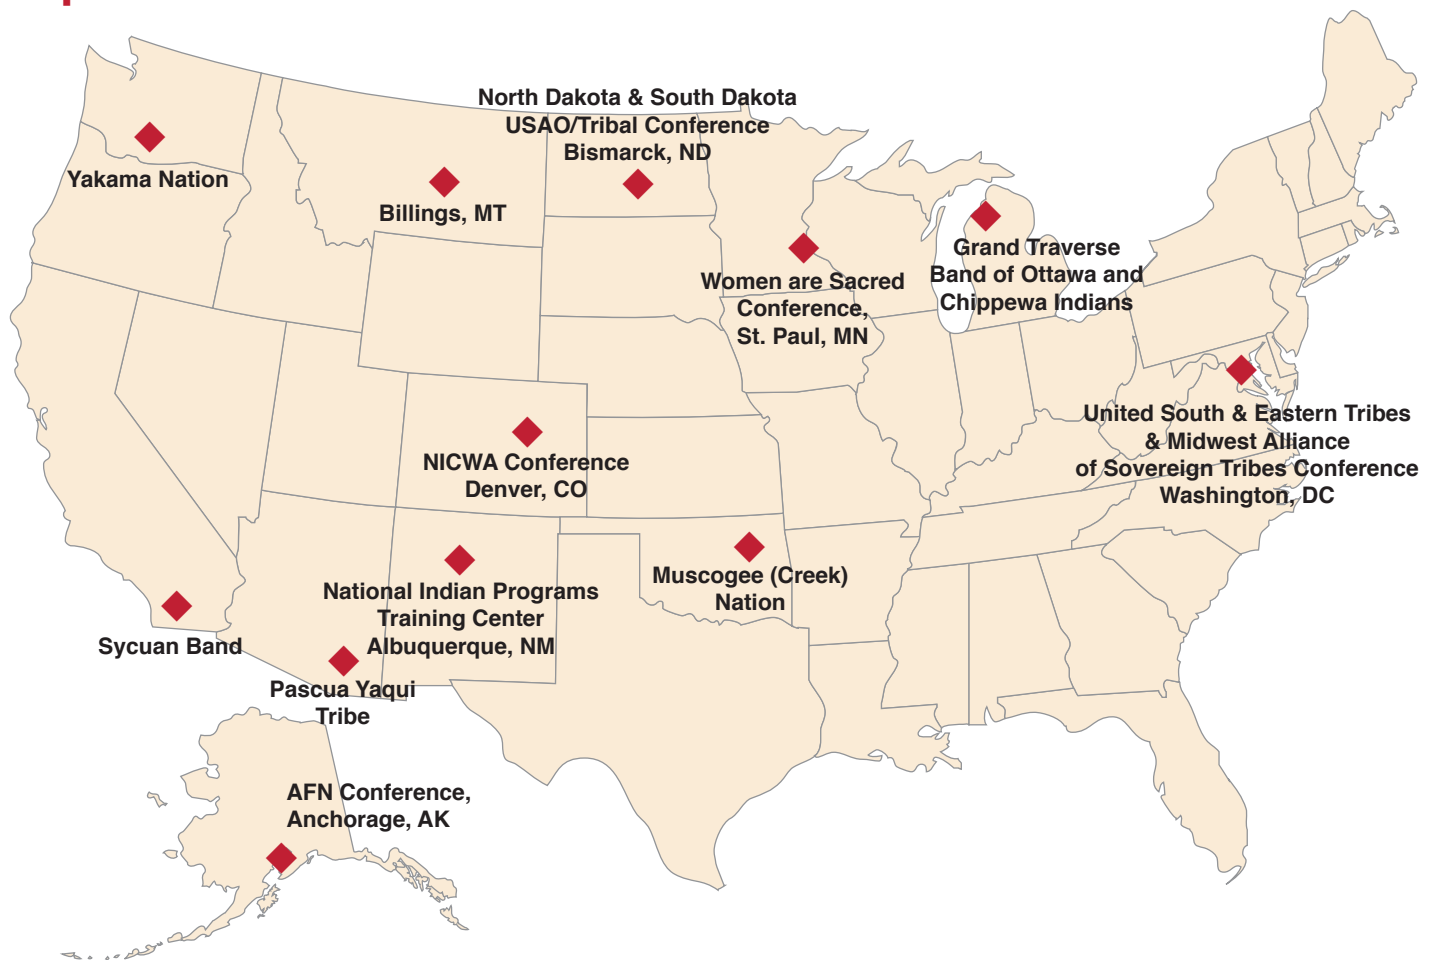 North Dakota & South Dakota
USAO/Tribal Conference
Bismarck, ND
Yakama Nation
Billings, MT
Grand Traverse
Band of Ottawa and
Chippewa Indians
Women are Sacred
Conference,
St. Paul, MN
United South & Eastern Tribes
& Midwest Alliance
of Sovereign Tribes Conference
Washington, DC
NICWA Conference
Denver, CO
Muscogee (Creek)
Nation
National Indian Programs
Training Center
Albuquerque, NM
Sycuan Band
Pascua Yaqui
Tribe
AFN Conference,
Anchorage, AK